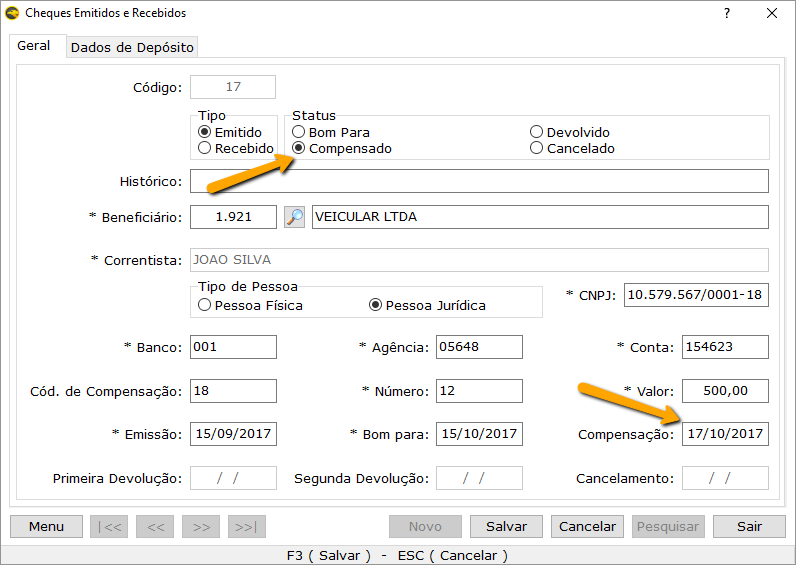 Cheques Emitidos e Recebidos ?
Geral Dados de Depósito
Código: 17
Tipo Status
Emitido Bom Para Devolvido
Recebido Compensado Cancelado
Histórico:
* Beneficiário: 1.921 VEICULAR LTDA
* Correntista: JOAO SILVA
Tipo de Pessoa
Pessoa Física Pessoa Jurídica * CNPJ: 10.579.567/0001-18
* Banco: 001 * Agência: 05648 * Conta: 154623
Cód. de Compensação: 18 * Número: 12 * Valor: 500,00
* Emissão: 15/09/2017 * Bom para: 15/10/2017 Compensação: 17/10/2017
Primeira Devolução: / / Segunda Devolução: / / Cancelamento: / /
Menu |<< << >> >>| Novo Salvar Cancelar Pesquisar Sair
F3 ( Salvar ) - ESC ( Cancelar )